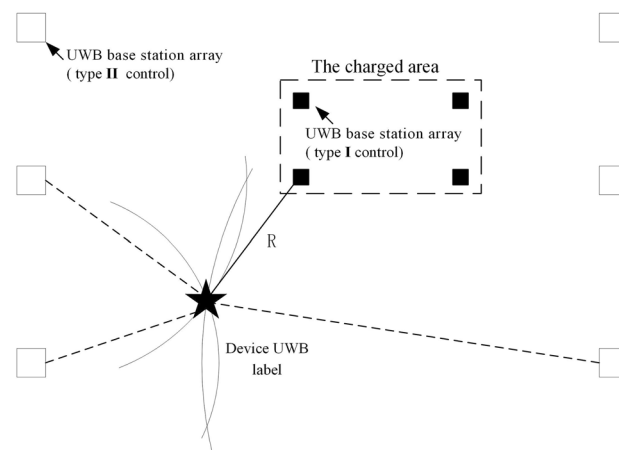 UWB base station array
( type II control)
The charged area
UWB base station array
( type I control)
R
Device UWB
label